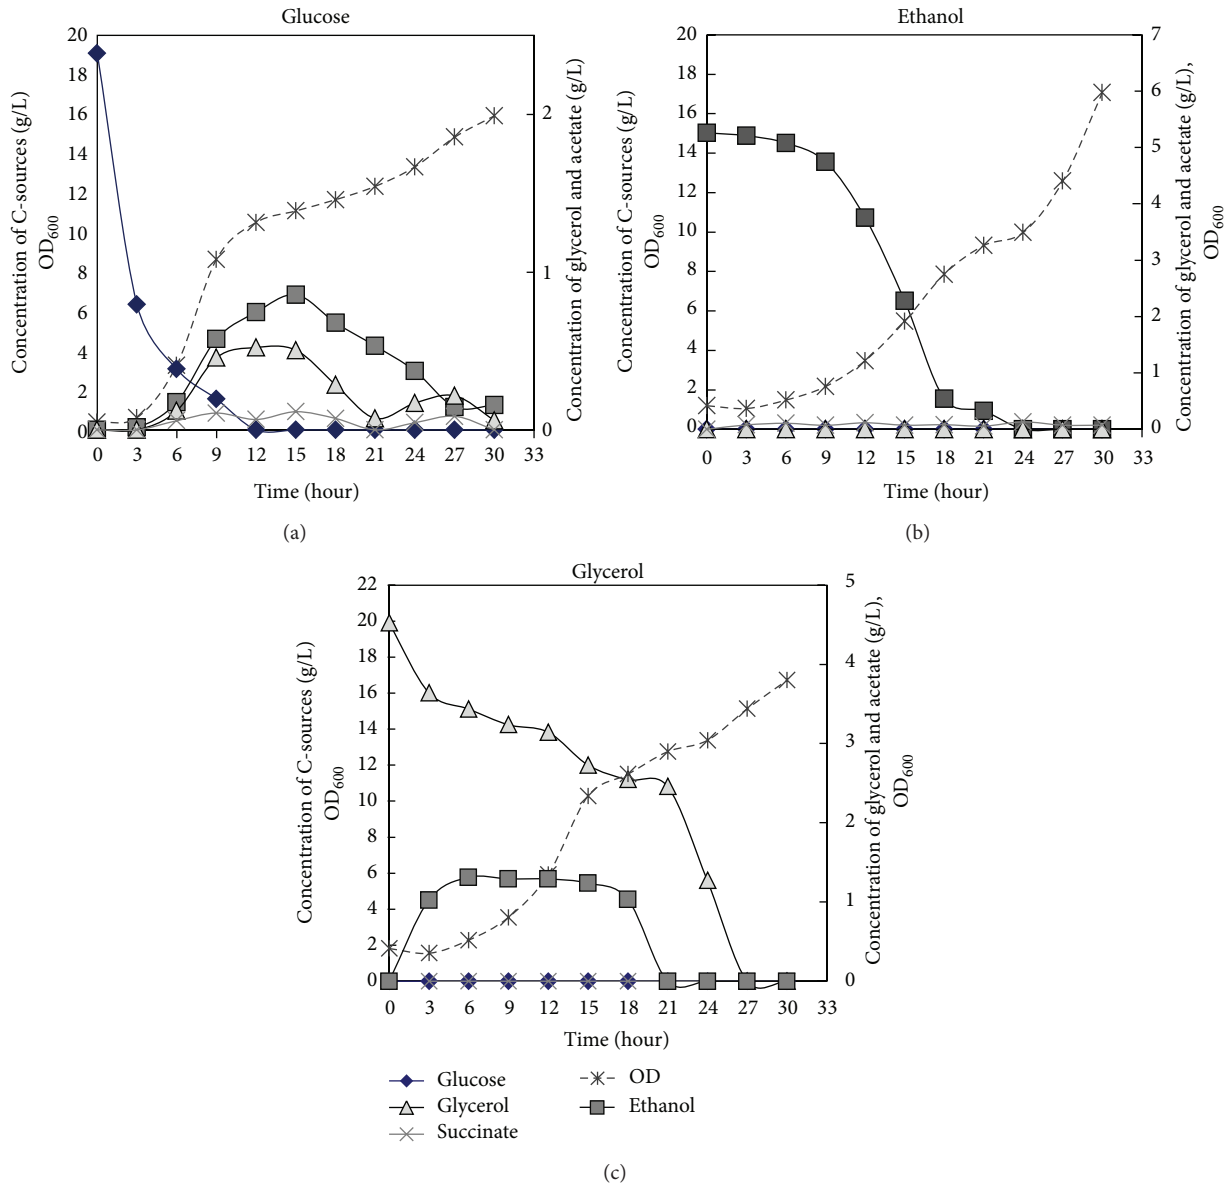 Glucose
20
18
16
14
12
10
8
6
4
2
0
2
1
0
0 3 6 9 12 15 18 21 24 27 30 33
Concentration of C-sources (g/L)
OD600
Concentration of glycerol and acetate (g/L)
Time (hour)
(a)
Ethanol
20
18
16
14
12
10
8
6
4
2
0
7
6
5
4
3
2
1
0
0 3 6 9 12 15 18 21 24 27 30 33
Concentration of C-sources (g/L)
OD600
Concentration of glycerol and acetate (g/L),
OD600
Time (hour)
(b)
Glycerol
22
20
18
16
14
12
10
8
6
4
2
0
5
4
3
2
1
0
0 3 6 9 12 15 18 21 24 27 30 33
Concentration of C-sources (g/L)
OD600
Concentration of glycerol and acetate (g/L),
OD600
Time (hour)
Glucose
Glycerol
Succinate
OD
Ethanol
(c)